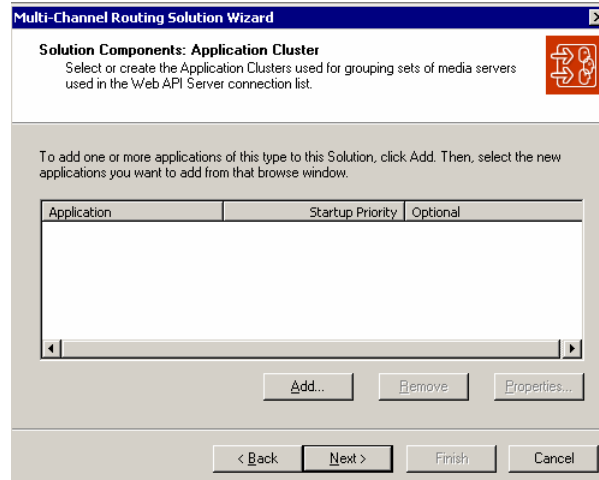 Multi-Channel Routing Solution Wizard
Solution Components: Application Cluster
Select or create the Application Clusters used for grouping sets of media servers
used in the Web API Server connection list.
To add one or more applications of this type to this Solution, click Add. Then, select the new
applications you want to add from that browse window.
Application Startup Priority Optional
Add... Remove Properties...
< Back Next > Finish Cancel